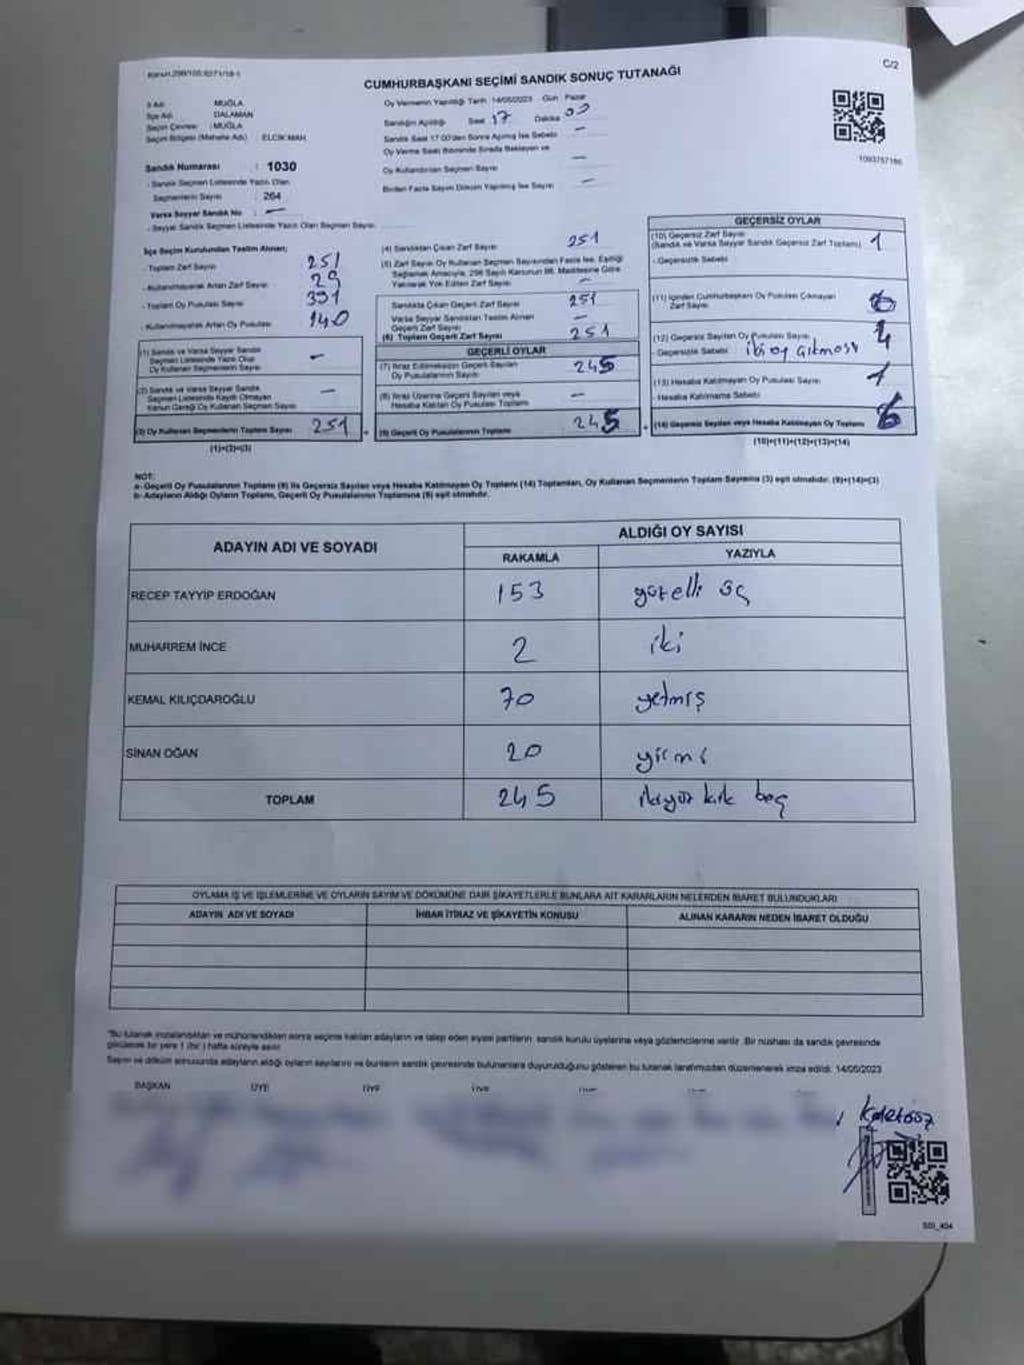 C/2
CUMHURBAŞKANI SEÇİMİ SANDIK SONUÇ TUTANAĞI
İl Adı : MUĞLA
İlçe Adı : DALAMAN
Seçim Çevresi : MUĞLA
Seçim Bölgesi (Mahalle Adı) : ELCİK MAH.
Sandık Numarası : 1030
- Sandık Seçmen Listesinde Yazılı Olan
Seçmenlerin Sayısı : 264
Varsa Seyyar Sandık No : —
- Seyyar Sandık Seçmen Listesinde Yazılı Olan Seçmen Sayısı:
Oy Vermenin Yapıldığı Tarih : 14/05/2023 Gün : Pazar
Sandığın Açıldığı Saat : 17 Dakika : 00
Sandık Saat 17.00'den Sonra Açılmış İse Sebebi : —
Oy Verme Saati Bitiminde Sırada Bekleyen ve
Oy Kullandırılan Seçmen Sayısı : —
Birden Fazla Sayım Döküm Yapılmış İse Sayısı : —
1093757186
İlçe Seçim Kurulundan Teslim Alınan;
- Toplam Zarf Sayısı : 251
- Kullanılmayarak Artan Zarf Sayısı : 29
- Toplam Oy Pusulası Sayısı : 391
- Kullanılmayarak Artan Oy Pusulası : 140
(1) Sandık ve Varsa Seyyar Sandık
Seçmen Listesinde Yazılı Olup
Oy Kullanan Seçmenlerin Sayısı —
(2) Sandık ve Varsa Seyyar Sandık
Seçmen Listesinde Kayıtlı Olmayan
Kanun Gereği Oy Kullanan Seçmen Sayısı —
(3) Oy Kullanan Seçmenlerin Toplam Sayısı 251
(1)+(2)=(3)
(4) Sandıktan Çıkan Zarf Sayısı 251
(5) Zarf Sayısı Oy Kullanan Seçmen Sayısından Fazla İse, Eşitliği
Sağlamak Amacıyla, 298 Sayılı Kanunun 98. Maddesine Göre
Yakılarak Yok Edilen Zarf Sayısı —
Sandıkta Çıkan Geçerli Zarf Sayısı 251
Varsa Seyyar Sandıktan Teslim Alınan
Geçerli Zarf Sayısı —
(6) Toplam Geçerli Zarf Sayısı 251
GEÇERLİ OYLAR
(7) İtiraz Edilmeksizin Geçerli Sayılan
Oy Pusulalarının Sayısı 245
(8) İtiraz Üzerine Geçerli Sayılan veya
Hesaba Katılan Oy Pusulası Toplamı —
(9) Geçerli Oy Pusulalarının Toplamı 245
GEÇERSİZ OYLAR
(10) Geçersiz Zarf Sayısı 1
(Sandık ve Varsa Seyyar Sandık Geçersiz Zarf Toplamı)
- Geçersizlik Sebebi
(11) İçinden Cumhurbaşkanı Oy Pusulası Çıkmayan
Zarf Sayısı
(12) Geçersiz Sayılan Oy Pusulası Sayısı 4
- Geçersizlik Sebebi iki oy çıkması
(13) Hesaba Katılmayan Oy Pusulası Sayısı 1
- Hesaba Katılmama Sebebi
(14) Geçersiz Sayılan veya Hesaba Katılmayan Oy Toplamı 6
(10)+(11)+(12)+(13)=(14)
NOT:
a- Geçerli Oy Pusulalarının Toplamı (9) ile Geçersiz Sayılan veya Hesaba Katılmayan Oy Toplamı (14) Toplamları, Oy Kullanan Seçmenlerin Toplam Sayısına (3) eşit olmalıdır. (9)+(14)=(3)
b- Adayların Aldığı Oyların Toplamı, Geçerli Oy Pusulalarının Toplamına (9) eşit olmalıdır.
ADAYIN ADI VE SOYADI ALDIĞI OY SAYISI
RAKAMLA YAZIYLA
RECEP TAYYİP ERDOĞAN 153 yüzelli üç
MUHARREM İNCE 2 iki
KEMAL KILIÇDAROĞLU 70 yetmiş
SİNAN OĞAN 20 yirmi
TOPLAM 245 ikiyüz kırk beş
OYLAMA İŞ VE İŞLEMLERİNE VE OYLARIN SAYIM VE DÖKÜMÜNE DAİR ŞİKAYETLERLE BUNLARA AİT KARARLARIN NELERDEN İBARET BULUNDUKLARI
ADAYIN ADI VE SOYADI İHBAR İTİRAZ VE ŞİKAYETİN KONUSU ALINAN KARARIN NEDEN İBARET OLDUĞU
*Bu tutanak imzalandıktan ve mühürlendikten sonra seçime katılan adayların ve talep eden siyasi partilerin sandık kurulu üyelerine veya gözlemcilerine verilir. Bir nüshası da sandık çevresinde
görülecek bir yere 1 (bir) hafta süreyle asılır.
Sayım ve döküm sonucunda adayların aldığı oyların sayılarını ve bunların sandık çevresinde bulunanlara duyurulduğunu gösteren bu tutanak tarafımızdan düzenlenerek imza edildi. 14/05/2023
BAŞKAN ÜYE ÜYE ÜYE